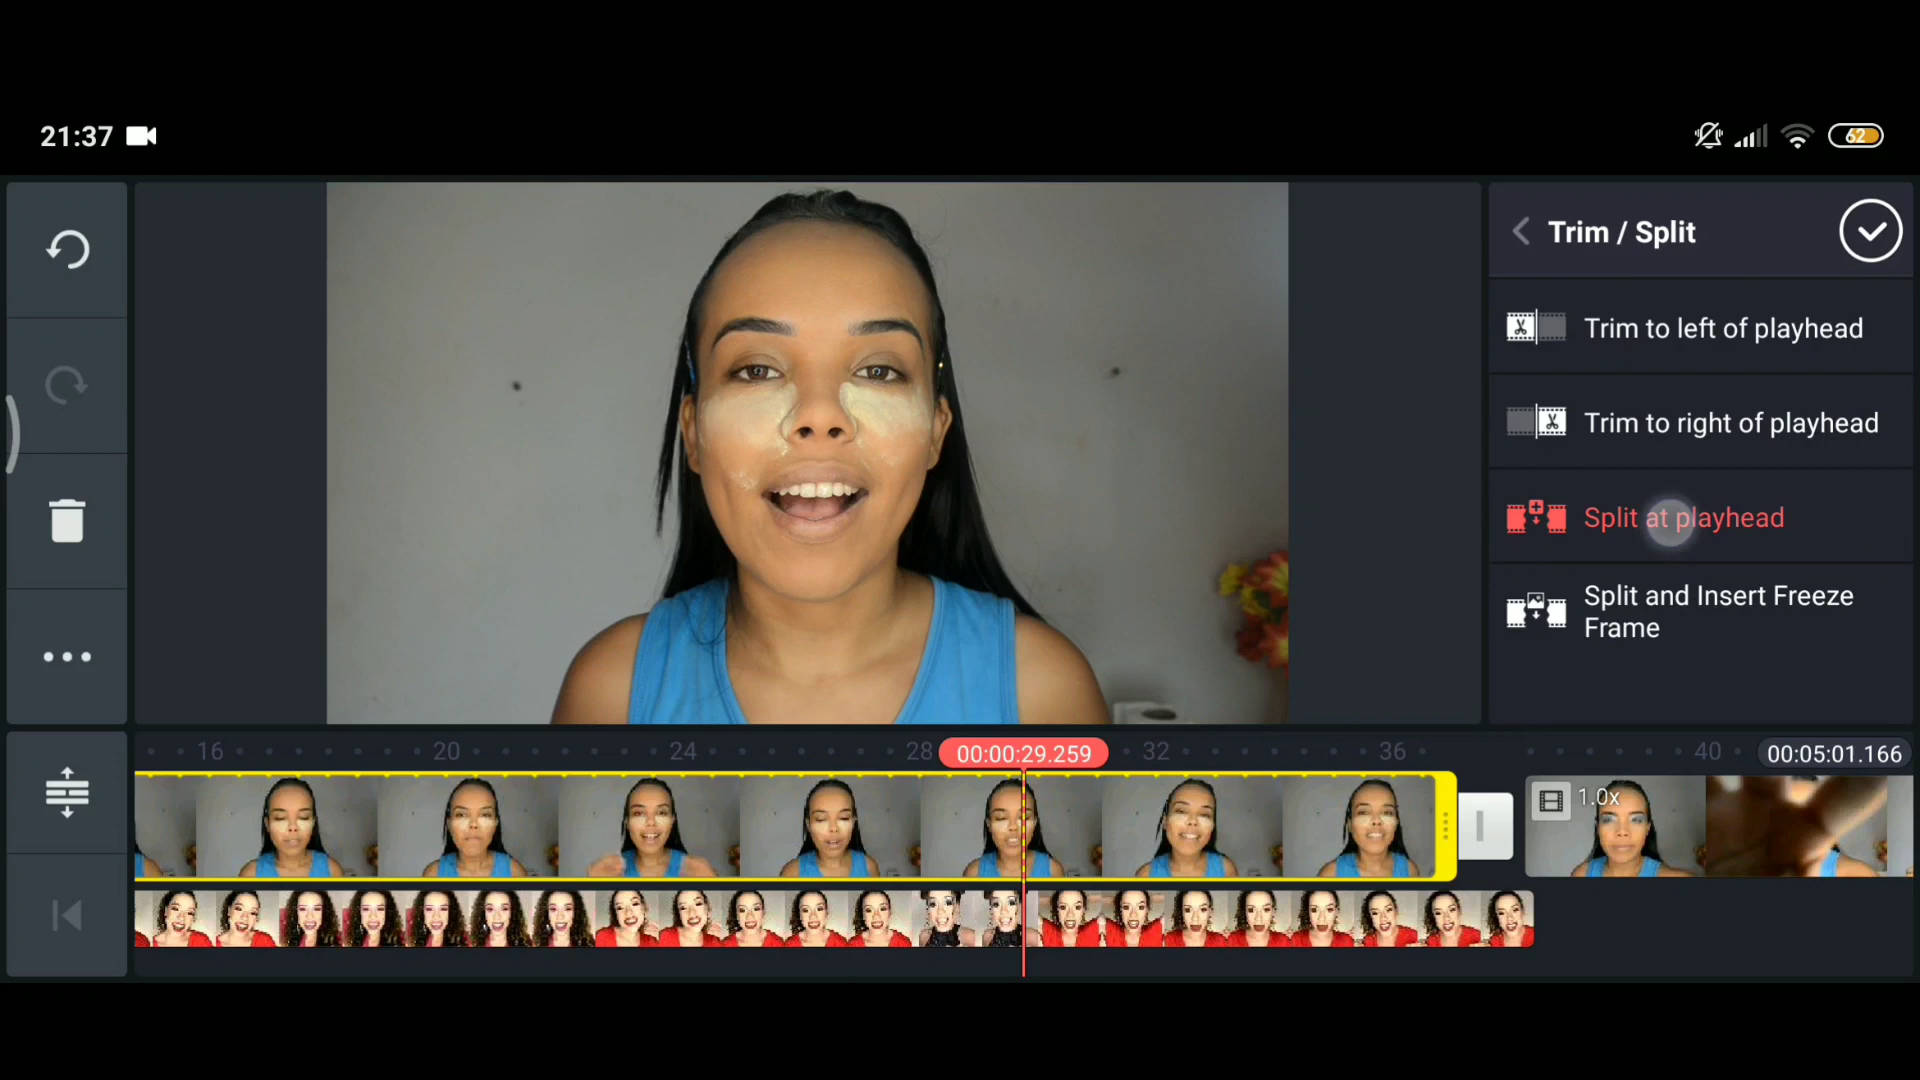 21:37
62
Trim / Split
Trim to left of playhead
Trim to right of playhead
Split at playhead
Split and Insert Freeze
Frame
16 20 24 28 00:00:29.259 32 36 40 00:05:01.166
1.0x